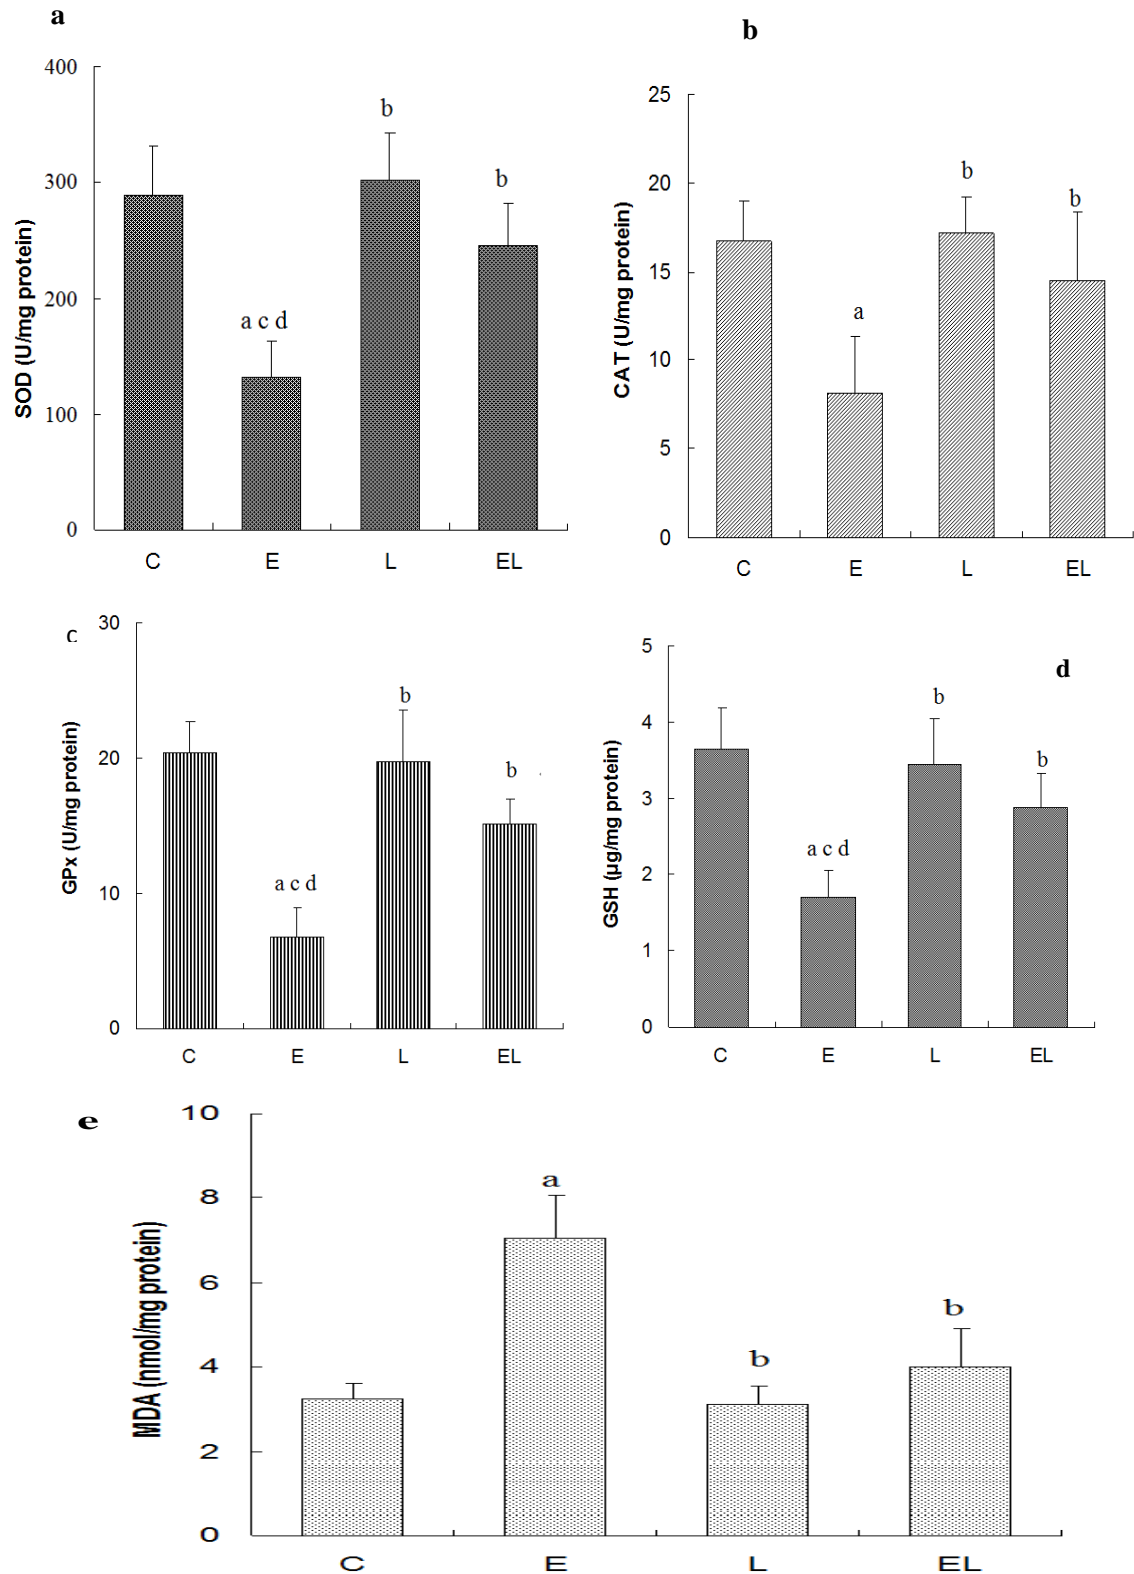 a
400
300
200
100
0
SOD (U/mg protein)
a c d
b
b
C E L EL
b
25
20
15
10
5
0
CAT (U/mg protein)
a
b
b
C E L EL
c
30
20
10
0
GPx (U/mg protein)
a c d
b
b
C E L EL
d
5
4
3
2
1
0
GSH (µg/mg protein)
a c d
b
b
C E L EL
e
10
8
6
4
2
0
MDA (nmol/mg protein)
a
b
b
C E L EL